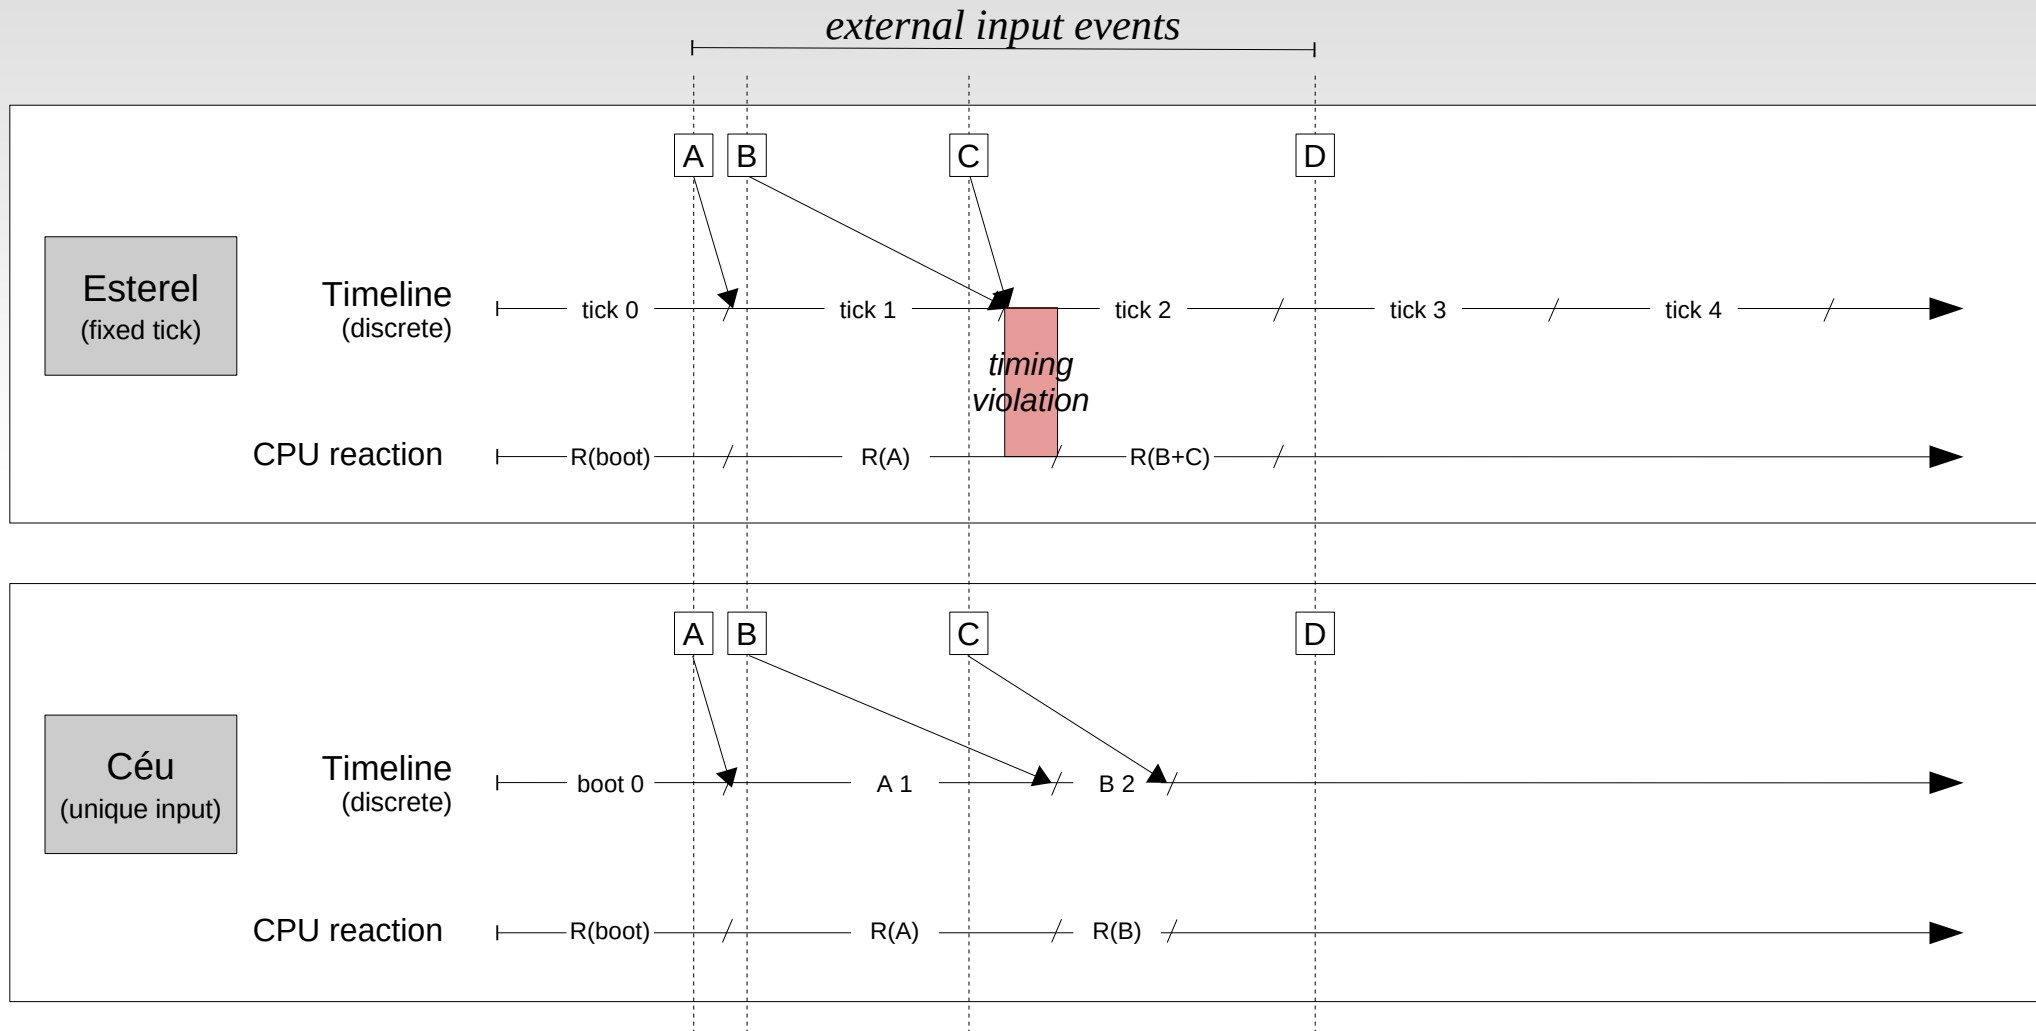 external input events
A B C D
Esterel
(fixed tick)
Timeline
(discrete)
tick 0 tick 1 tick 2 tick 3 tick 4
timing
violation
CPU reaction
R(boot) R(A) R(B+C)
A B C D
Céu
(unique input)
Timeline
(discrete)
boot 0 A 1 B 2
CPU reaction
R(boot) R(A) R(B)